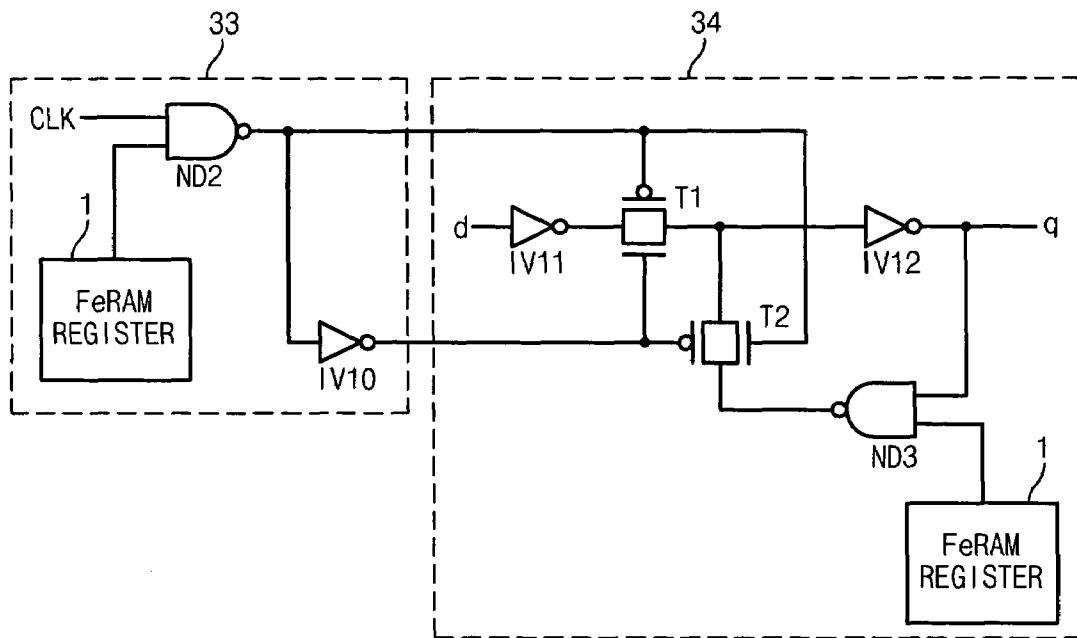 33
34
CLK
ND2
1
FeRAM
REGISTER
IV10
d
IV11
T1
IV12
q
T2
ND3
1
FeRAM
REGISTER